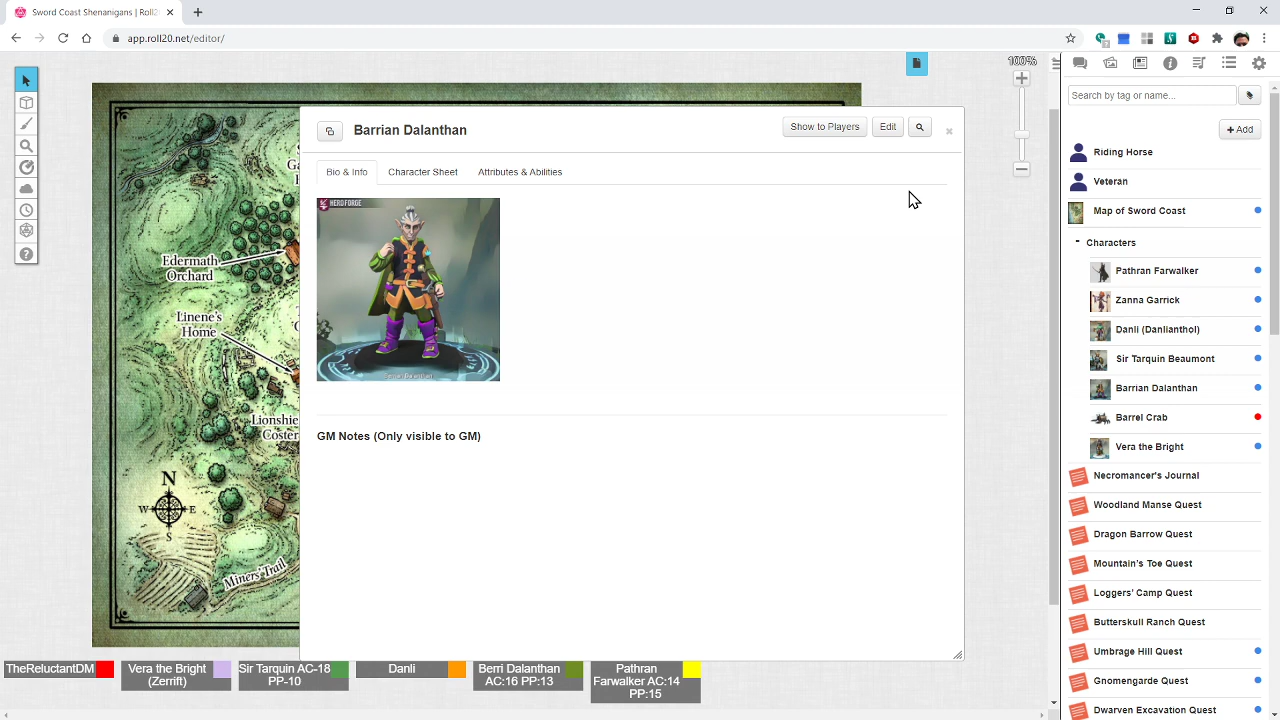 Sword Coast Shenanigans | Roll2
app.roll20.net/editor/
100%
Search by tag or name...
+ Add
Barrian Dalanthan
Show to Players
Edit
Bio & Info
Character Sheet
Attributes & Abilities
HEROFORGE
GM Notes (Only visible to GM)
Edermath
Orchard
Linene's
Home
Lionshie
Coster
N
W
E
S
Miners' Trail
Riding Horse
Veteran
Map of Sword Coast
Characters
Pathran Farwalker
Zanna Garrick
Danli (Danlianthol)
Sir Tarquin Beaumont
Barrian Dalanthan
Barrel Crab
Vera the Bright
Necromancer's Journal
Woodland Manse Quest
Dragon Barrow Quest
Mountain's Toe Quest
Loggers' Camp Quest
Butterskull Ranch Quest
Umbrage Hill Quest
Gnomengarde Quest
Dwarven Excavation Quest
TheReluctantDM
Vera the Bright
(Zerrift)
Sir Tarquin AC-18
PP-10
Danli
Berri Dalanthan
AC:16 PP:13
Pathran
Farwalker AC:14
PP:15